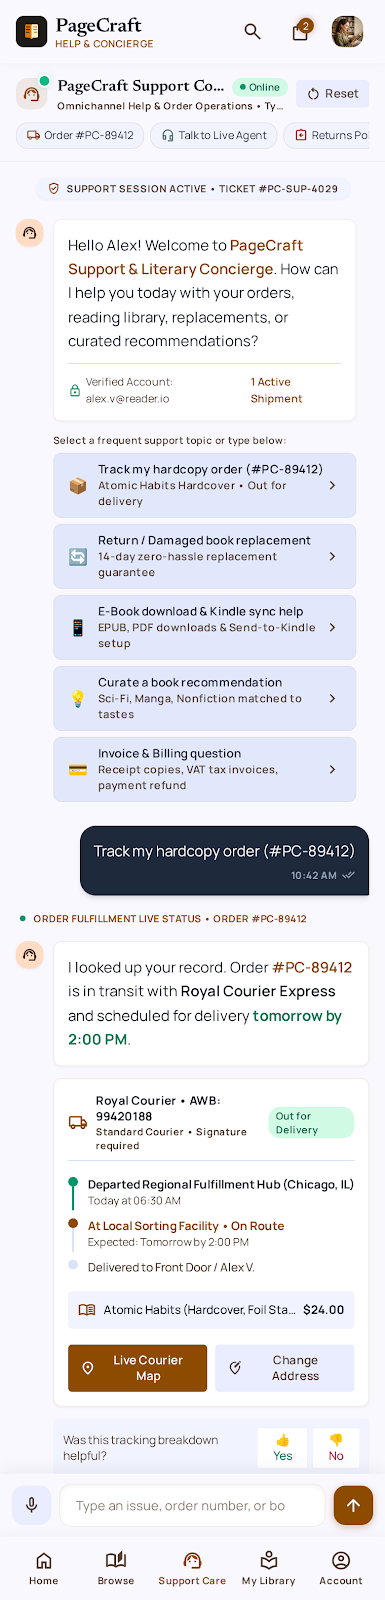 PageCraft
HELP & CONCIERGE
2
PageCraft Support Co...
Online
Omnichannel Help & Order Operations • Ty...
Reset
Order #PC-89412
Talk to Live Agent
Returns Pol
SUPPORT SESSION ACTIVE • TICKET #PC-SUP-4029
Hello Alex! Welcome to PageCraft
Support & Literary Concierge. How can
I help you today with your orders,
reading library, replacements, or
curated recommendations?
Verified Account:
alex.v@reader.io
1 Active
Shipment
Select a frequent support topic or type below:
Track my hardcopy order (#PC-89412)
Atomic Habits Hardcover • Out for
delivery
Return / Damaged book replacement
14-day zero-hassle replacement
guarantee
E-Book download & Kindle sync help
EPUB, PDF downloads & Send-to-Kindle
setup
Curate a book recommendation
Sci-Fi, Manga, Nonfiction matched to
tastes
Invoice & Billing question
Receipt copies, VAT tax invoices,
payment refund
Track my hardcopy order (#PC-89412)
10:42 AM
ORDER FULFILLMENT LIVE STATUS • ORDER #PC-89412
I looked up your record. Order #PC-89412
is in transit with Royal Courier Express
and scheduled for delivery tomorrow by
2:00 PM.
Royal Courier • AWB:
99420188
Standard Courier • Signature
required
Out for
Delivery
Departed Regional Fulfillment Hub (Chicago, IL)
Today at 06:30 AM
At Local Sorting Facility • On Route
Expected: Tomorrow by 2:00 PM
Delivered to Front Door / Alex V.
Atomic Habits (Hardcover, Foil Sta...
$24.00
Live Courier
Map
Change
Address
Was this tracking breakdown
helpful?
Yes
No
Type an issue, order number, or bo
Home
Browse
Support Care
My Library
Account